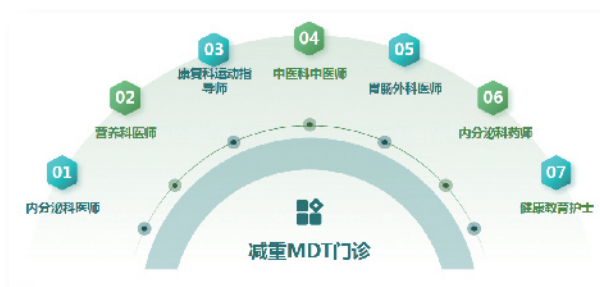 01
内分泌科医师
02
营养科医师
03
康复科运动指
导师
04
中医科中医师
05
胃肠外科医师
06
内分泌科药师
07
健康教育护士
减重MDT门诊